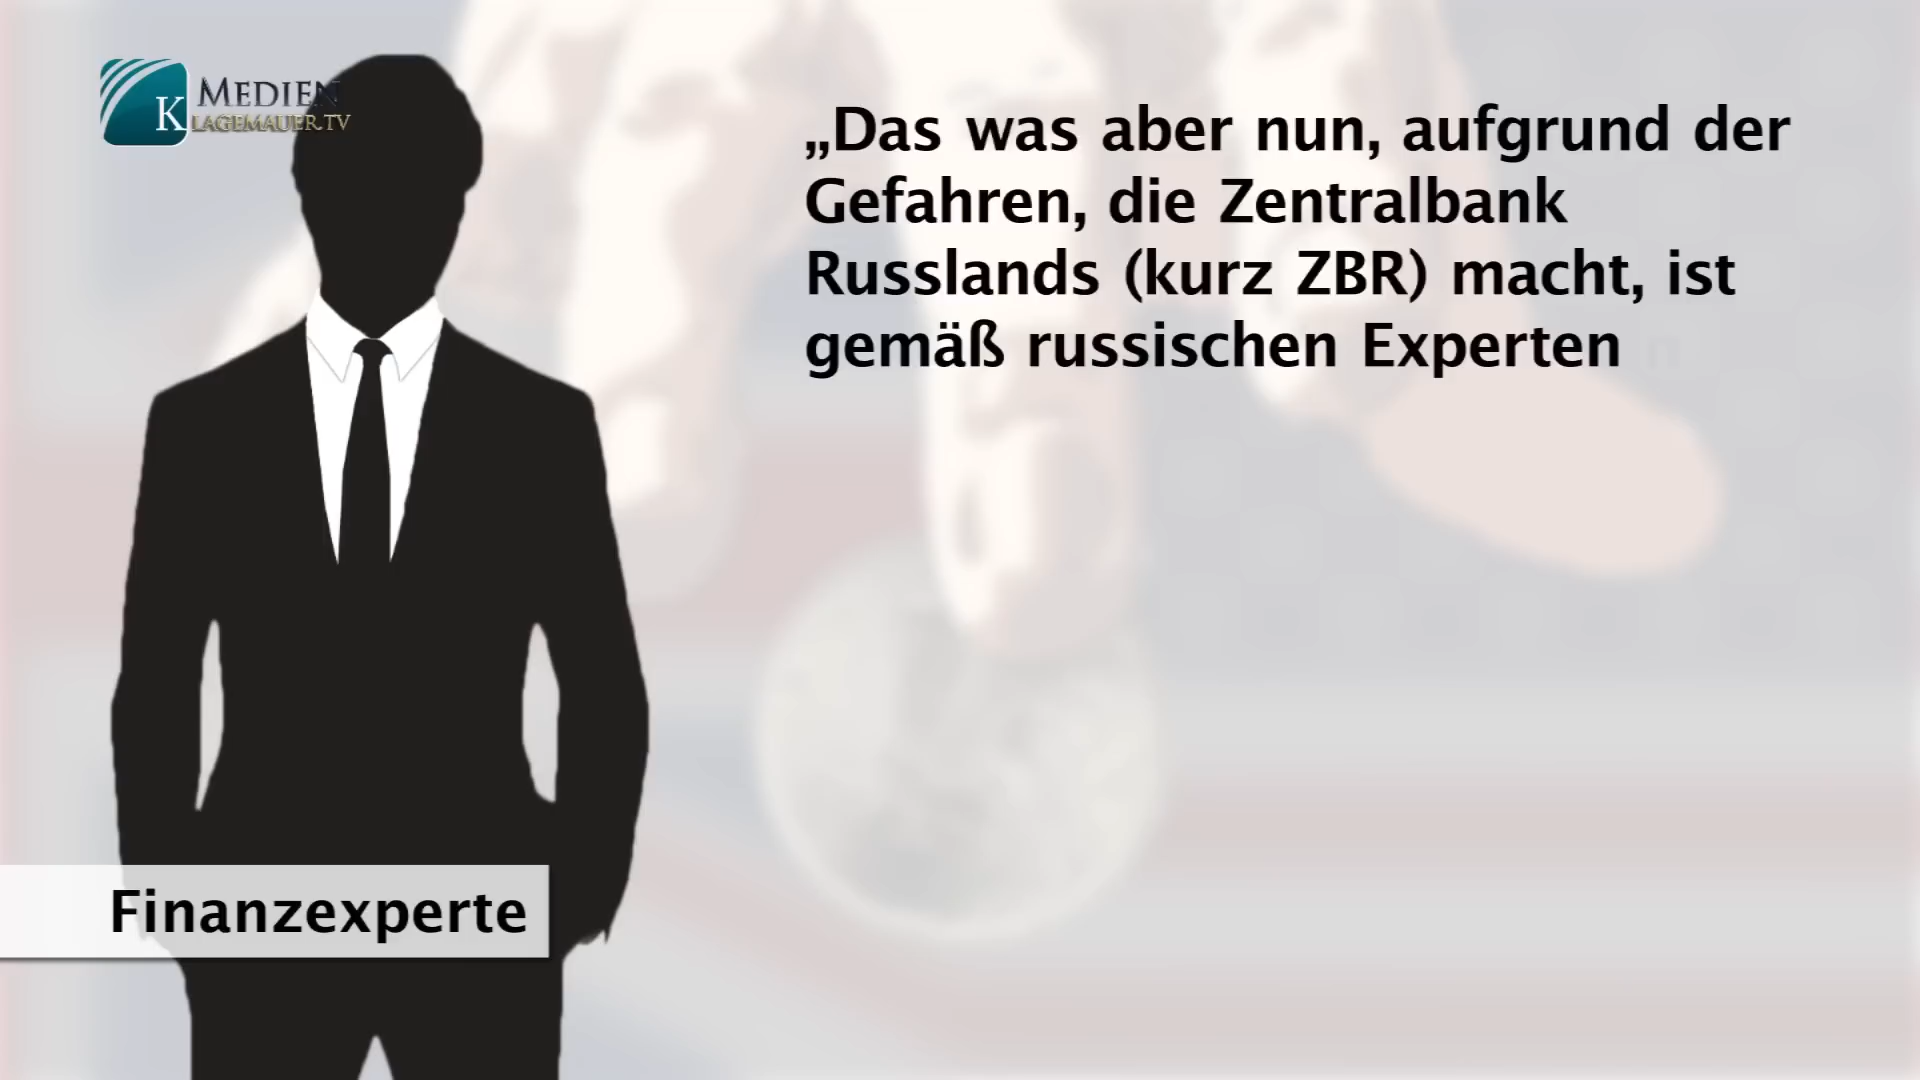 MEDIEN
KLAGEMAUER.TV
„Das was aber nun, aufgrund der
Gefahren, die Zentralbank
Russlands (kurz ZBR) macht, ist
gemäß russischen Experten
Finanzexperte